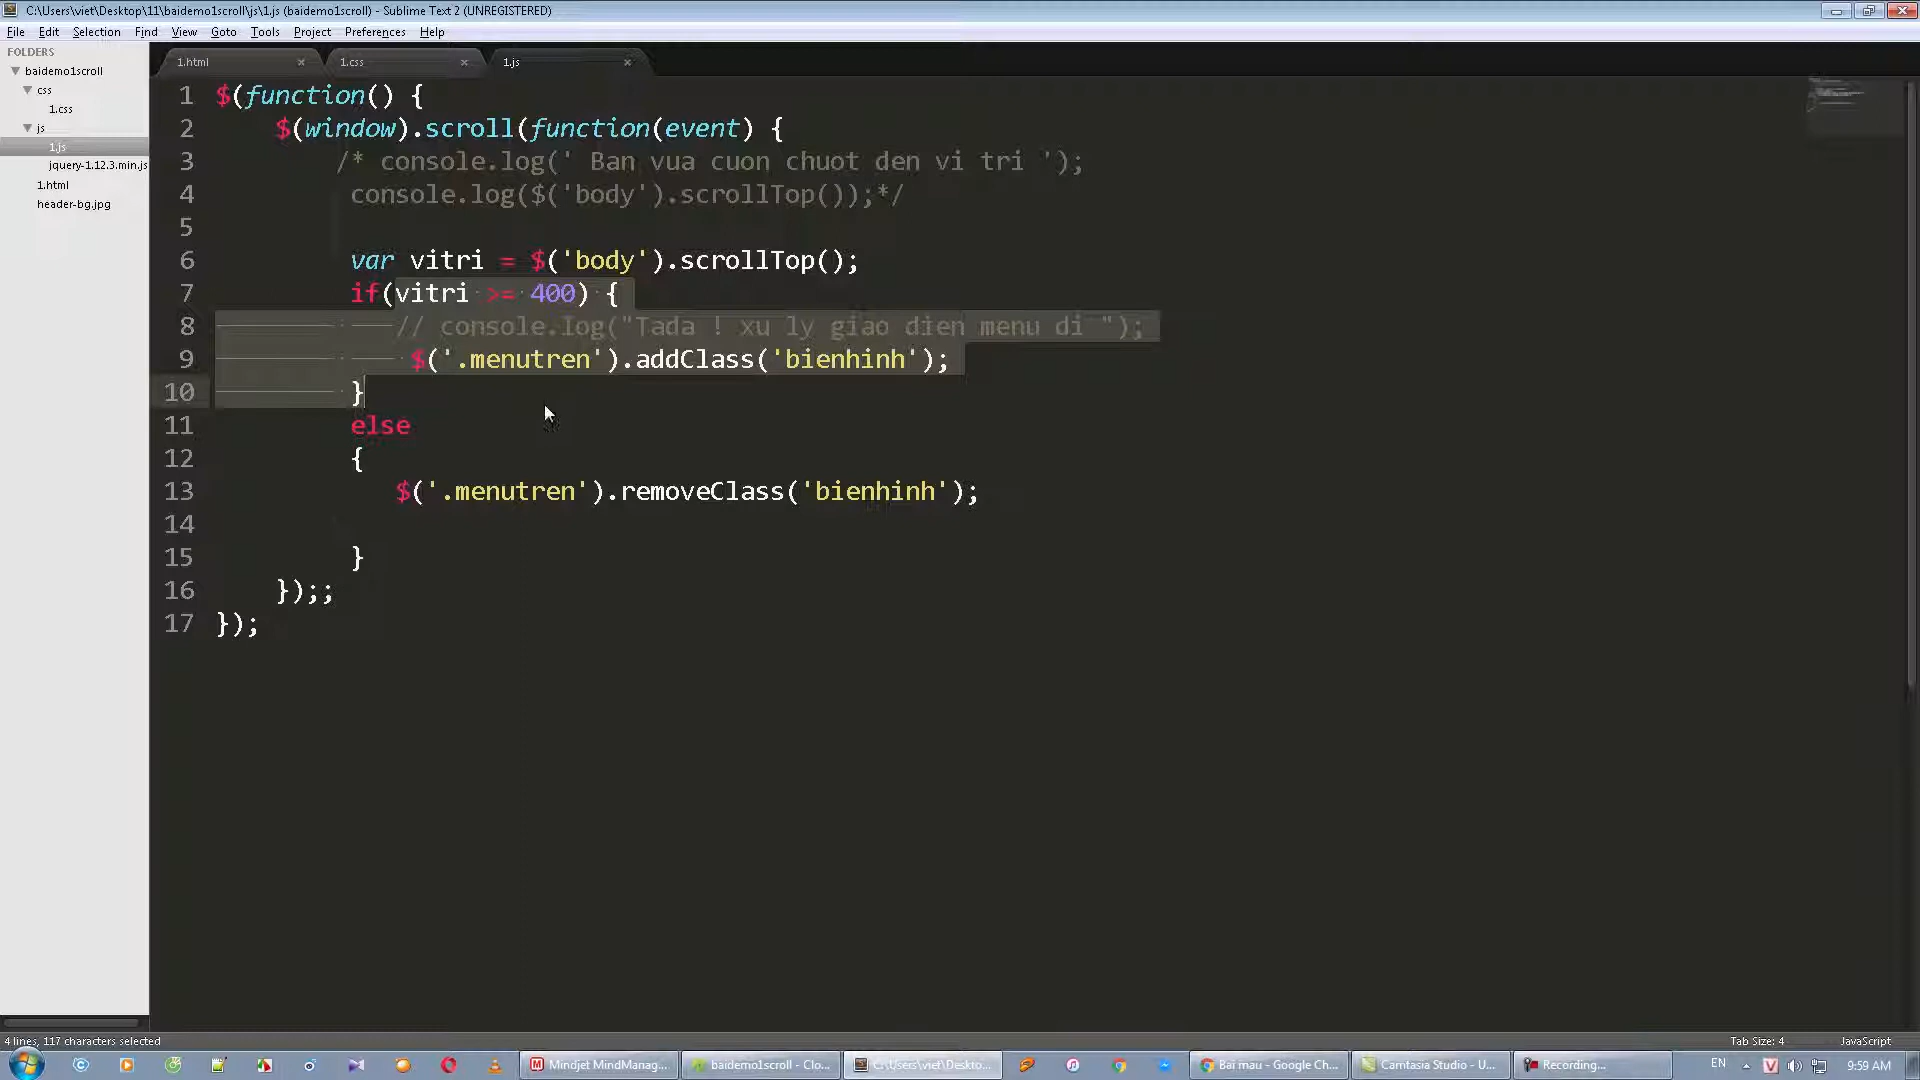 C:\Users\viet\Desktop\11\baidemo1scroll\js\1.js (baidemo1scroll) - Sublime Text 2 (UNREGISTERED)
File Edit Selection Find View Goto Tools Project Preferences Help
FOLDERS
baidemo1scroll
css
1.css
js
1.js
jquery-1.12.3.min.js
1.html
header-bg.jpg
1.html 1.css 1.js
1 $(function() {
2 $(window).scroll(function(event) {
3 /* console.log(' Ban vua cuon chuot den vi tri ');
4 console.log($('body').scrollTop());*/
5
6 var vitri = $('body').scrollTop();
7 if(vitri >= 400) {
8 // console.log("Tada ! xu ly giao dien menu di ");
9 $('.menutren').addClass('bienhinh');
10 }
11 else
12 {
13 $('.menutren').removeClass('bienhinh');
14
15 }
16 });;
17 });
4 lines, 117 characters selected
Tab Size: 4 JavaScript
Mindjet MindManag... baidemo1scroll - Clo... C:\Users\viet\Deskto... Bai mau - Google Ch... Camtasia Studio - U... Recording... EN 9:59 AM